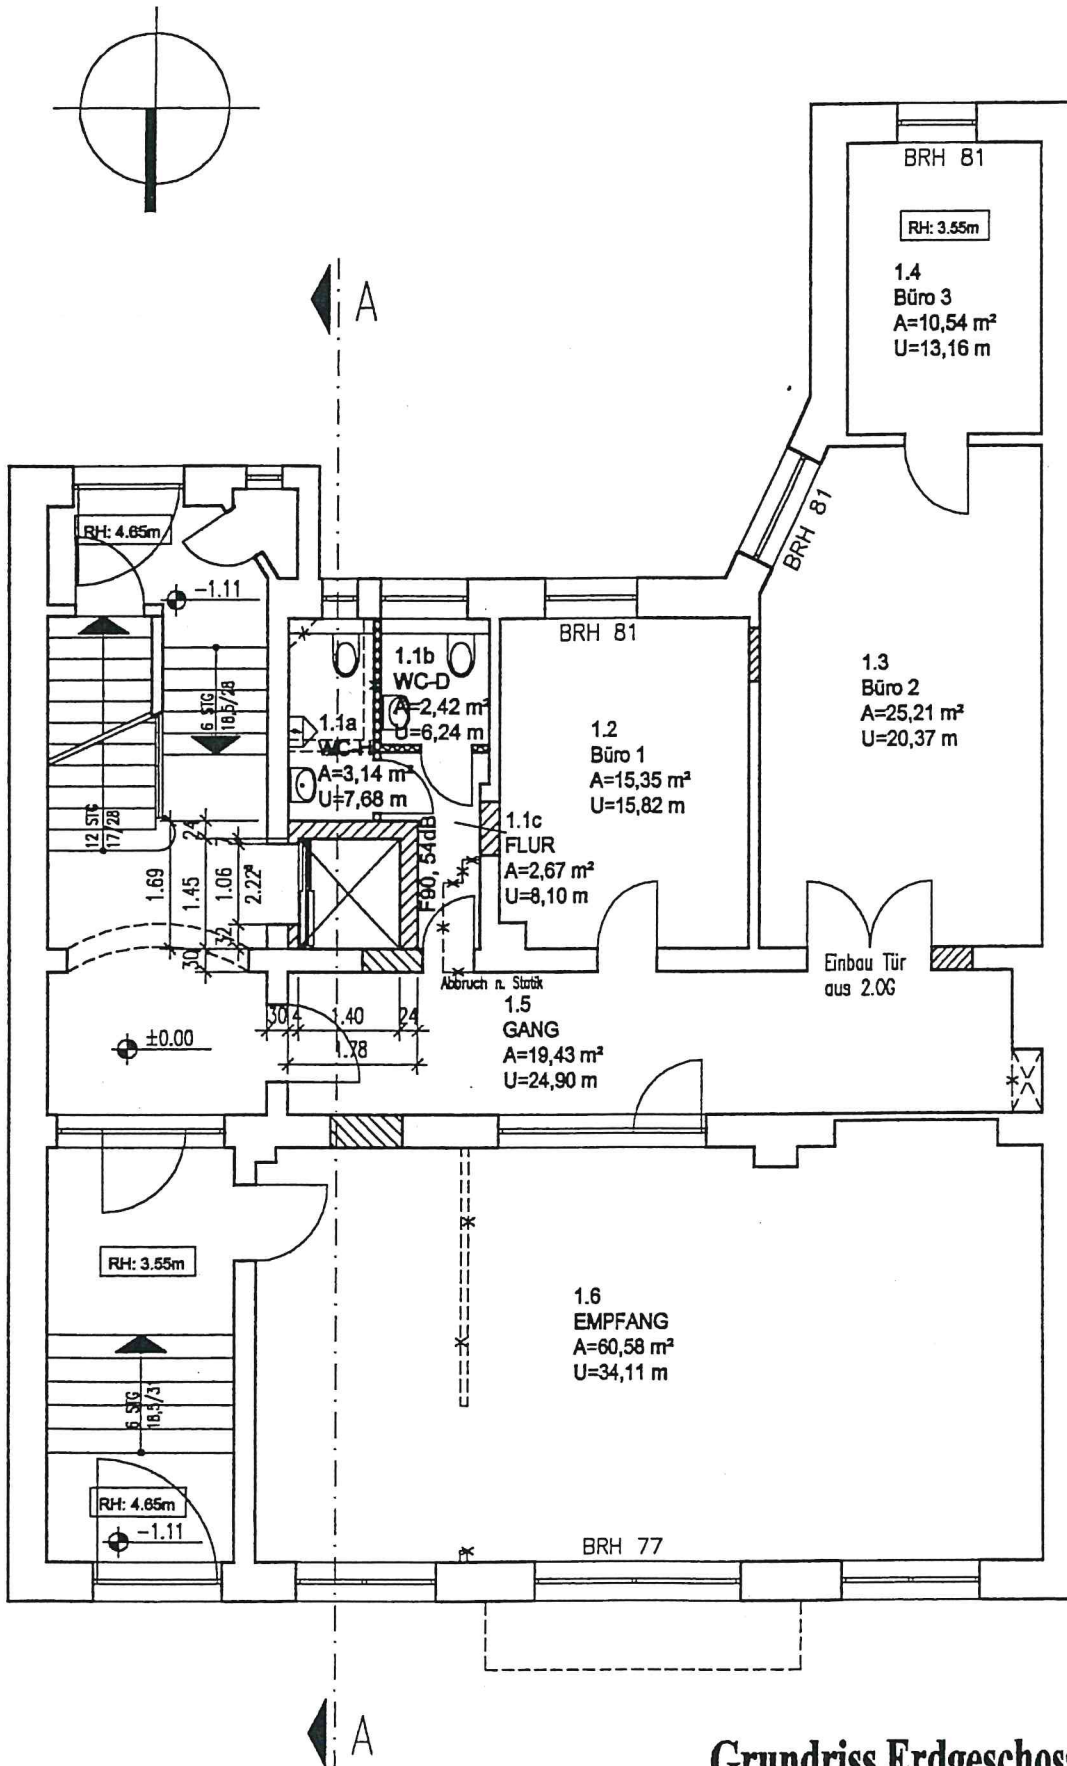 BRH 81
RH: 3.55m
1.4
Büro 3
A=10,54 m²
U=13,16 m
A
BRH 81
RH: 4.65m
-1.11
BRH 81
1.3
Büro 2
A=25,21 m²
U=20,37 m
1.1b
WC-D
A=2,42 m²
U=6,24 m
6 STG
18,5/28
1.1a
WC-H
A=3,14 m²
U=7,68 m
1.2
Büro 1
A=15,35 m²
U=15,82 m
12 STG
17/28
1.1c
FLUR
A=2,67 m²
U=8,10 m
F90, 54dB
24
1.69
1.45
1.06
2.22⁴
32
30
Einbau Tür
aus 2.OG
Abbruch n. Statik
1.5
GANG
A=19,43 m²
U=24,90 m
30
4
1.40
24
1.78
±0.00
RH: 3.55m
1.6
EMPFANG
A=60,58 m²
U=34,11 m
6 STG
18,5/31
RH: 4.65m
-1.11
BRH 77
A
Grundriss Erdgeschoss